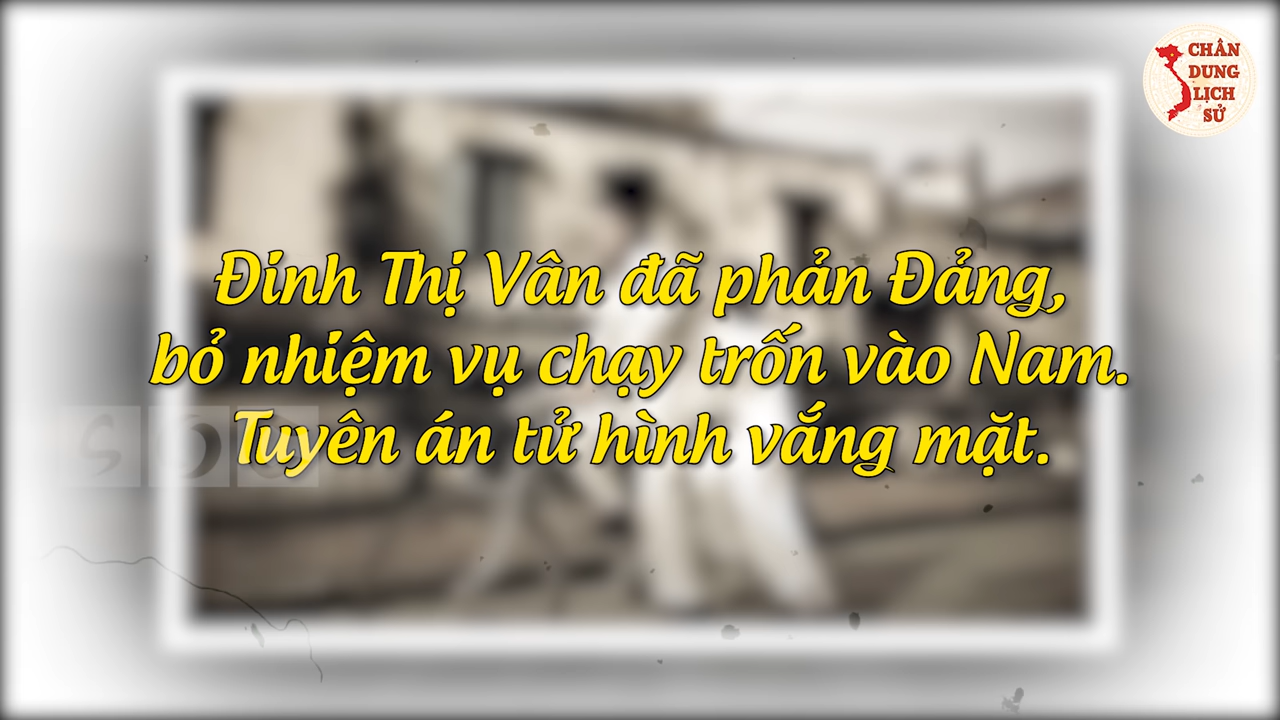 CHÂN
DUNG
LỊCH
SỬ
Đinh Thị Vân đã phản Đảng,
bỏ nhiệm vụ chạy trốn vào Nam.
Tuyên án tử hình vắng mặt.